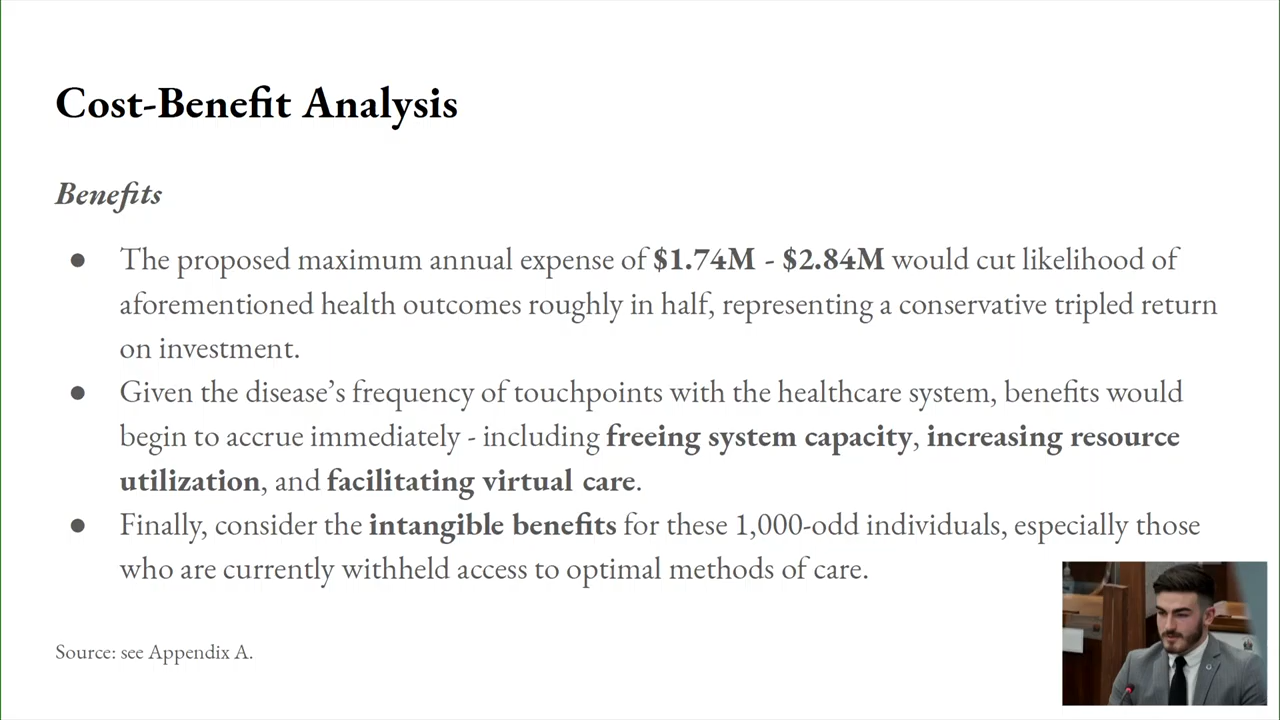 Cost-Benefit Analysis
Benefits
● The proposed maximum annual expense of $1.74M - $2.84M would cut likelihood of
aforementioned health outcomes roughly in half, representing a conservative tripled return
on investment.
● Given the disease’s frequency of touchpoints with the healthcare system, benefits would
begin to accrue immediately - including freeing system capacity, increasing resource
utilization, and facilitating virtual care.
● Finally, consider the intangible benefits for these 1,000-odd individuals, especially those
who are currently withheld access to optimal methods of care.
Source: see Appendix A.